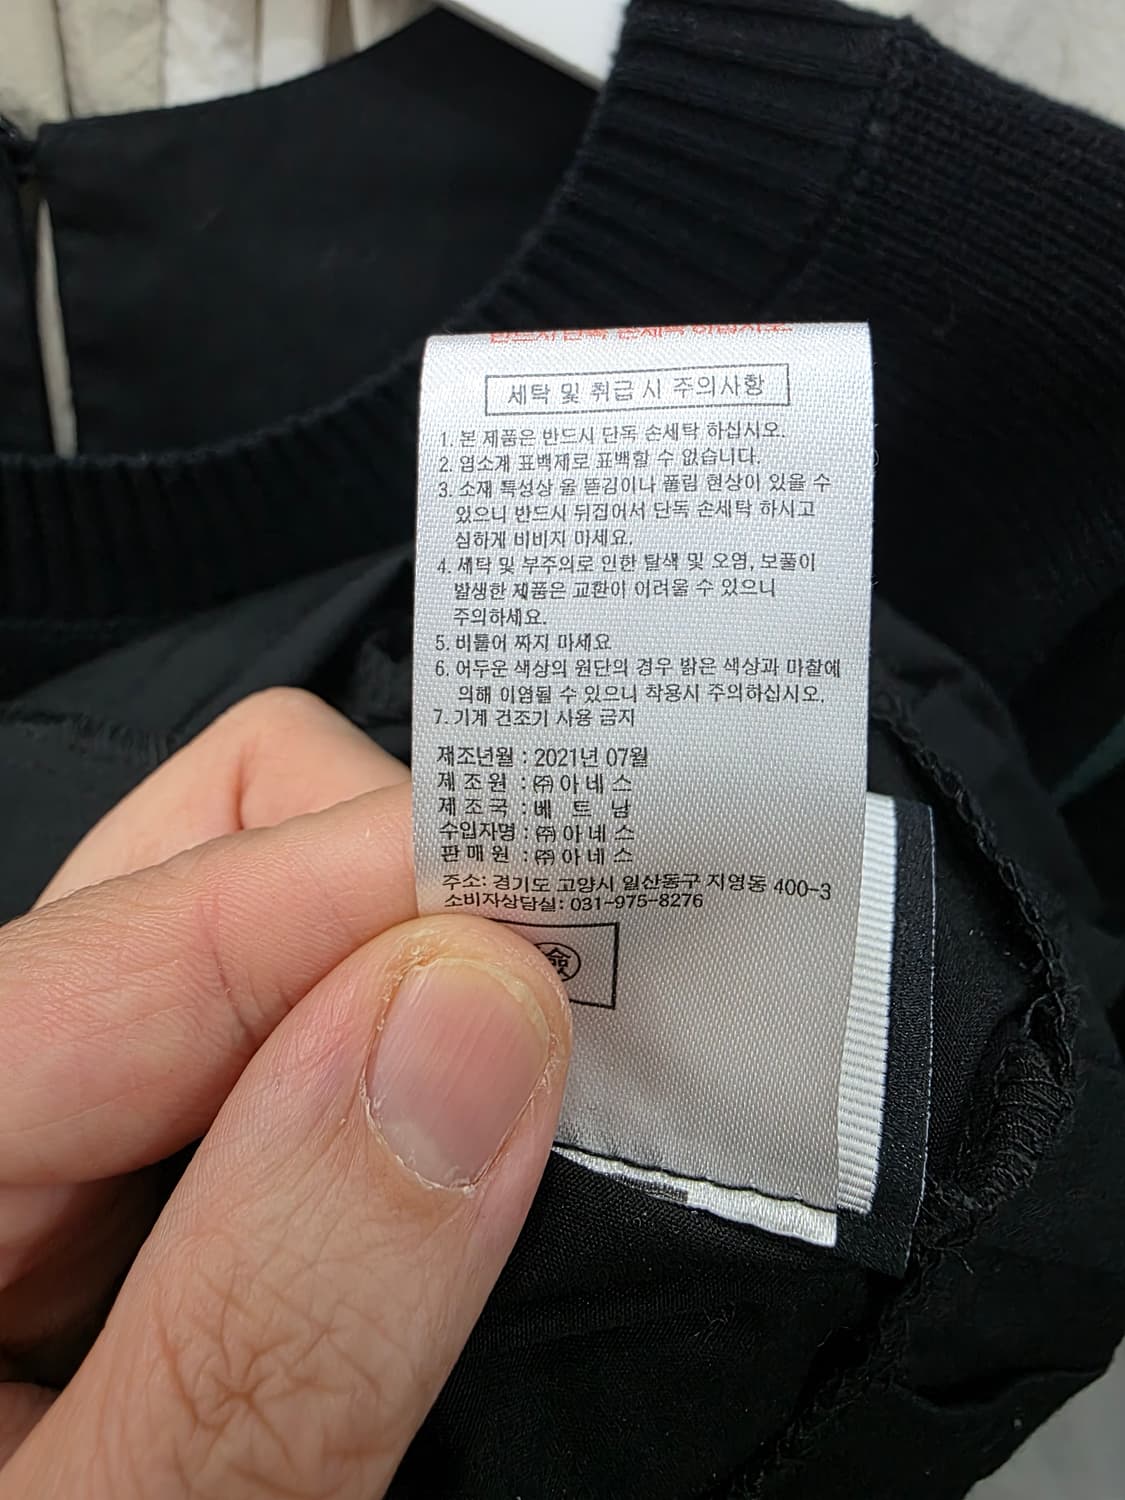 반드시 단독 손세탁 하십시오.
세탁 및 취급 시 주의사항
1. 본 제품은 반드시 단독 손세탁 하십시오.
2. 염소계 표백제로 표백할 수 없습니다.
3. 소재 특성상 올 뜯김이나 풀림 현상이 있을 수
있으니 반드시 뒤집어서 단독 손세탁 하시고
심하게 비비지 마세요.
4. 세탁 및 부주의로 인한 탈색 및 오염, 보풀이
발생한 제품은 교환이 어려울 수 있으니
주의하세요.
5. 비틀어 짜지 마세요
6. 어두운 색상의 원단의 경우 밝은 색상과 마찰에
의해 이염될 수 있으니 착용시 주의하십시오.
7. 기계 건조기 사용 금지
제조년월 : 2021년 07월
제 조 원 : ㈜ 아 네 스
제 조 국 : 베 트 남
수입자명 : ㈜ 아 네 스
판 매 원 : ㈜ 아 네 스
주소: 경기도 고양시 일산동구 지영동 400-3
소비자상담실: 031-975-8276